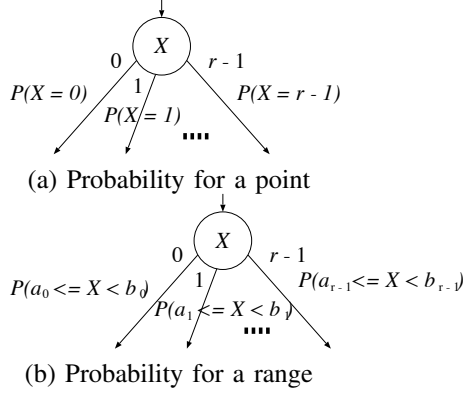 X
0
1
r - 1
P(X = 0)
P(X = 1)
P(X = r - 1)
(a) Probability for a point
X
0
1
r - 1
P(a₀ <= X < b₀)
P(a₁ <= X < b₁)
P(aᵣ₋₁ <= X < bᵣ₋₁)
(b) Probability for a range